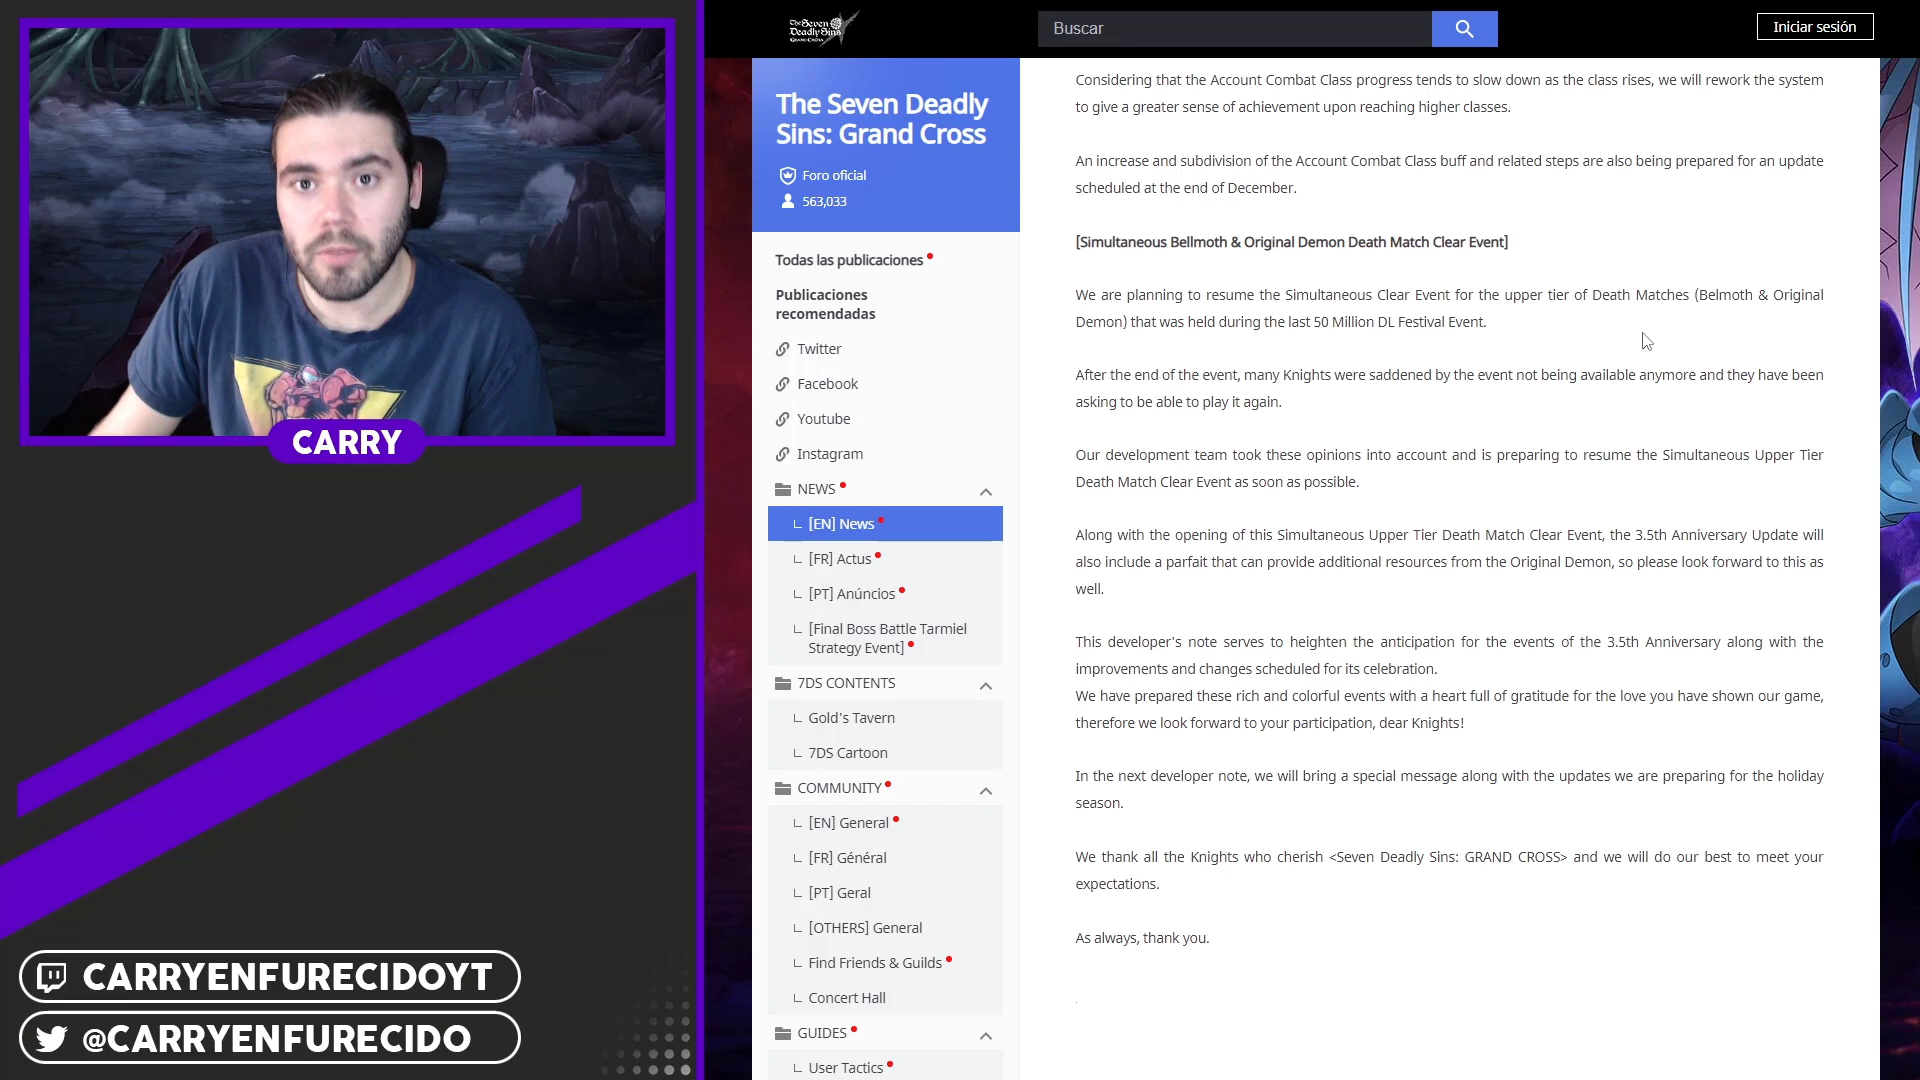 CARRY
CARRYENFURECIDOYT
@CARRYENFURECIDO
The Seven
Deadly Sins
GRAND CROSS
Buscar
Iniciar sesión
The Seven Deadly
Sins: Grand Cross
Foro oficial
563,033
Todas las publicaciones
Publicaciones
recomendadas
Twitter
Facebook
Youtube
Instagram
NEWS
[EN] News
[FR] Actus
[PT] Anúncios
[Final Boss Battle Tarmiel
Strategy Event]
7DS CONTENTS
Gold's Tavern
7DS Cartoon
COMMUNITY
[EN] General
[FR] Général
[PT] Geral
[OTHERS] General
Find Friends & Guilds
Concert Hall
GUIDES
User Tactics
Considering that the Account Combat Class progress tends to slow down as the class rises, we will rework the system
to give a greater sense of achievement upon reaching higher classes.
An increase and subdivision of the Account Combat Class buff and related steps are also being prepared for an update
scheduled at the end of December.
[Simultaneous Bellmoth & Original Demon Death Match Clear Event]
We are planning to resume the Simultaneous Clear Event for the upper tier of Death Matches (Belmoth & Original
Demon) that was held during the last 50 Million DL Festival Event.
After the end of the event, many Knights were saddened by the event not being available anymore and they have been
asking to be able to play it again.
Our development team took these opinions into account and is preparing to resume the Simultaneous Upper Tier
Death Match Clear Event as soon as possible.
Along with the opening of this Simultaneous Upper Tier Death Match Clear Event, the 3.5th Anniversary Update will
also include a parfait that can provide additional resources from the Original Demon, so please look forward to this as
well.
This developer's note serves to heighten the anticipation for the events of the 3.5th Anniversary along with the
improvements and changes scheduled for its celebration.
We have prepared these rich and colorful events with a heart full of gratitude for the love you have shown our game,
therefore we look forward to your participation, dear Knights!
In the next developer note, we will bring a special message along with the updates we are preparing for the holiday
season.
We thank all the Knights who cherish <Seven Deadly Sins: GRAND CROSS> and we will do our best to meet your
expectations.
As always, thank you.
.